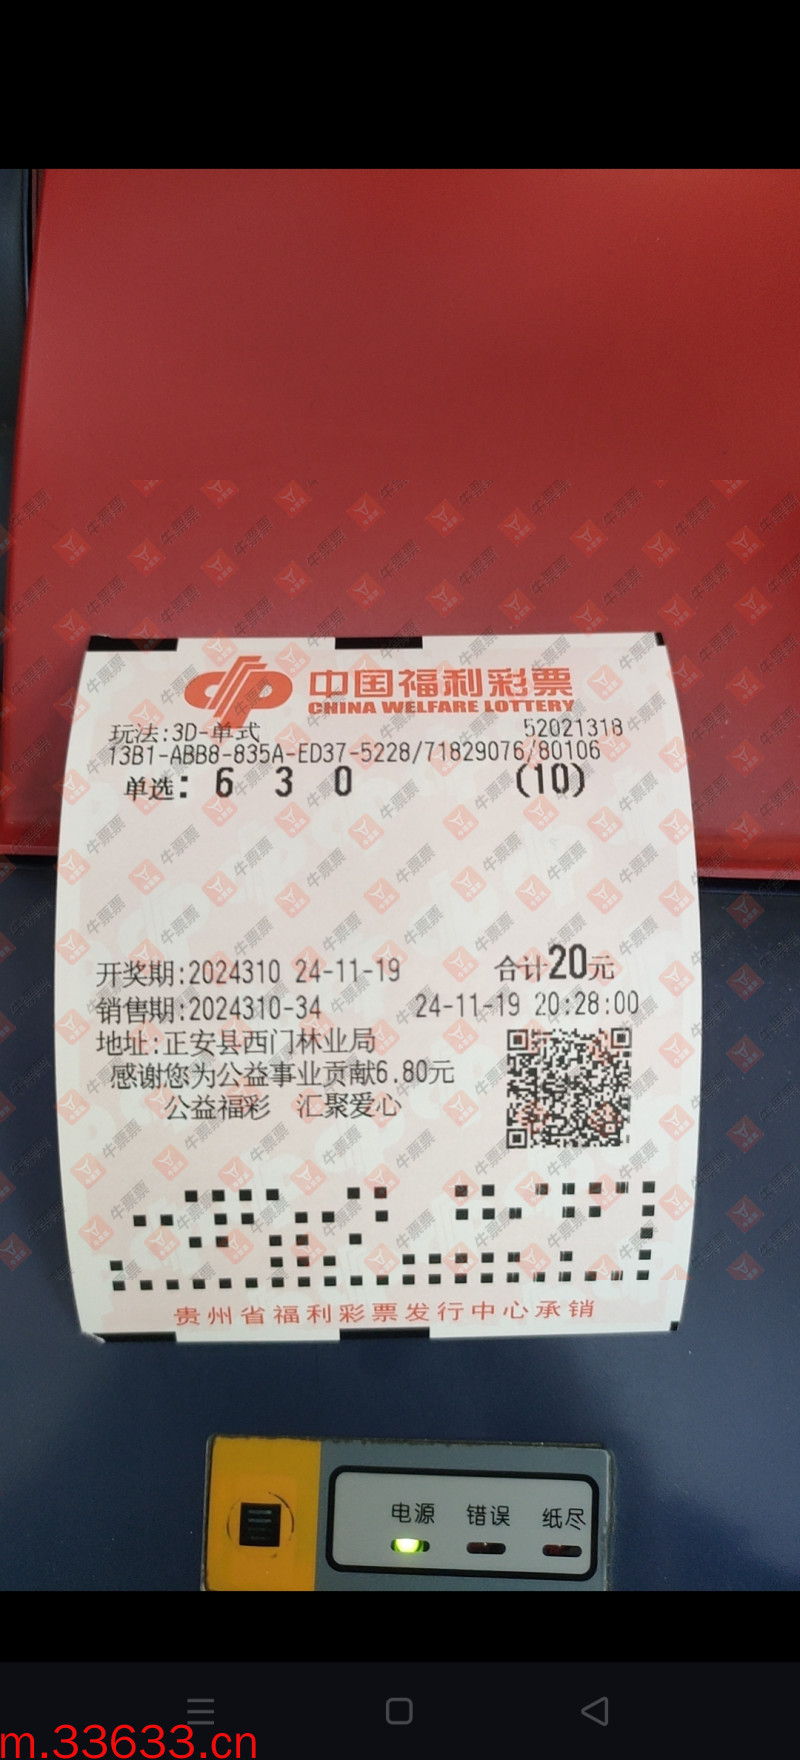 中国福利彩票
CHINA WELFARE LOTTERY
玩法:3D-单式 52021318
13B1-ABB8-835A-ED37-5228/71829076/80106
单选: 6 3 0 (10)
开奖期:2024310 24-11-19 合计20元
销售期:2024310-34 24-11-19 20:28:00
地址:正安县西门林业局
感谢您为公益事业贡献6.80元
公益福彩 汇聚爱心
贵州省福利彩票发行中心承销
电源 错误 纸尽
牛票票
m.33633.cn